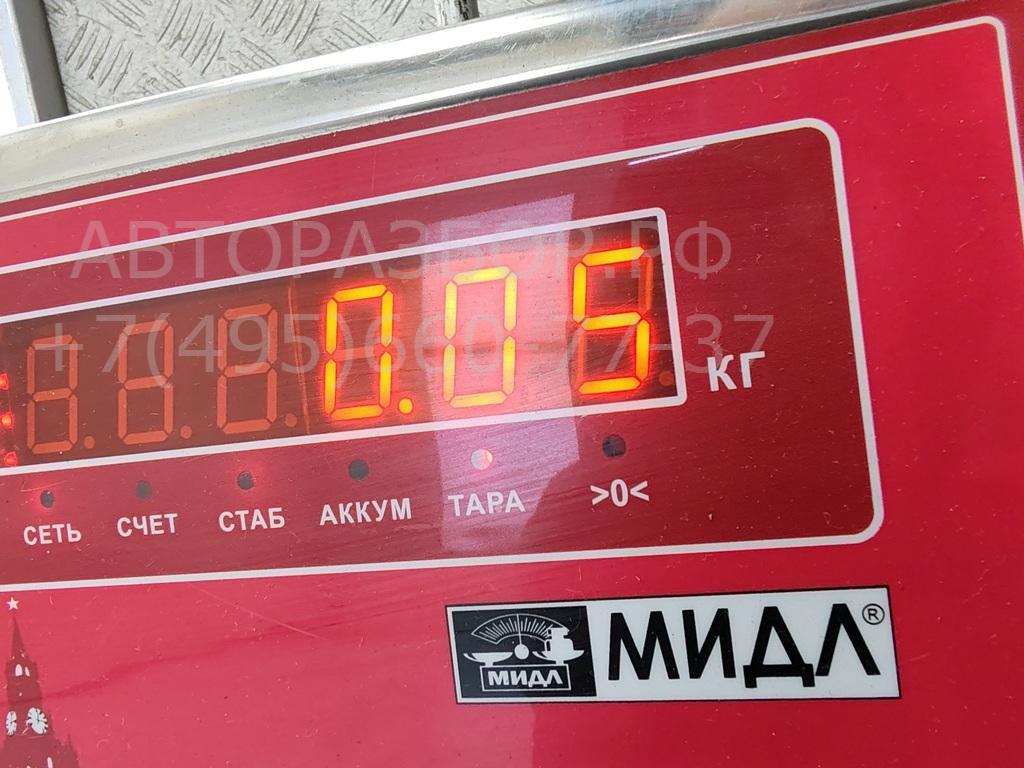 АВТОРАЗБОР.РФ
+7(495)660-77-37
0.05
КГ
СЕТЬ СЧЕТ СТАБ АККУМ ТАРА >0<
МИДЛ
МИДЛ®